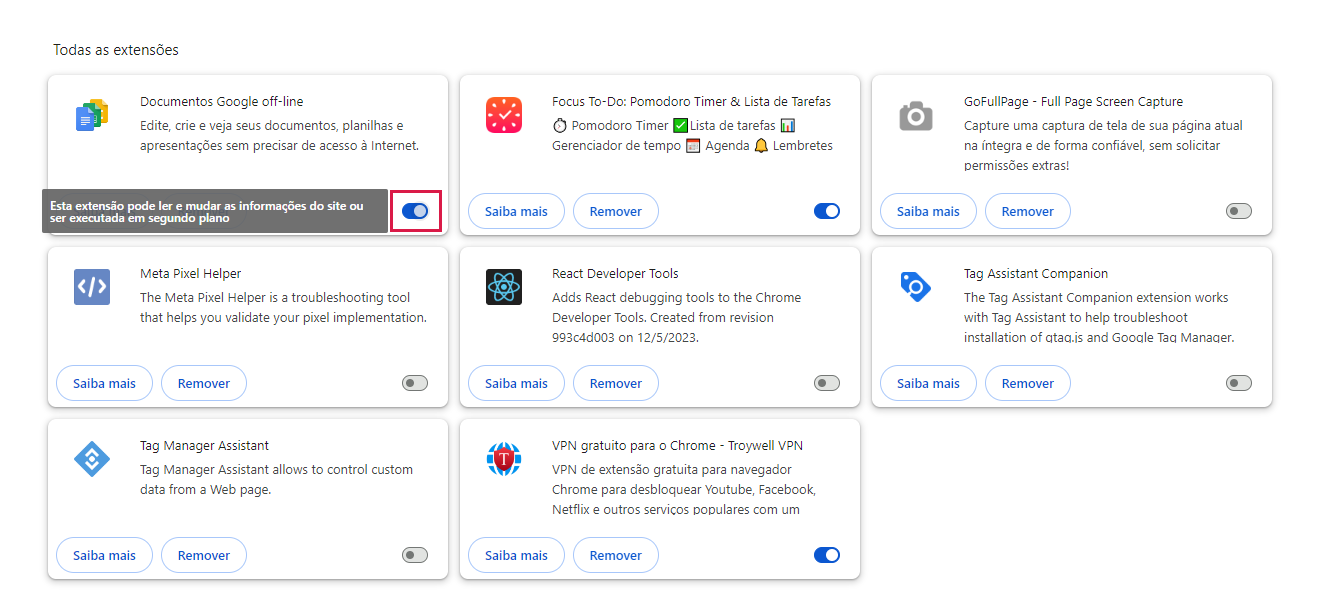 Todas as extensões
Documentos Google off-line
Edite, crie e veja seus documentos, planilhas e
apresentações sem precisar de acesso à Internet.
Esta extensão pode ler e mudar as informações do site ou
ser executada em segundo plano
Focus To-Do: Pomodoro Timer & Lista de Tarefas
⏱ Pomodoro Timer ✅Lista de tarefas 📊
Gerenciador de tempo 📅 Agenda 🔔 Lembretes
Saiba mais
Remover
GoFullPage - Full Page Screen Capture
Capture uma captura de tela de sua página atual
na íntegra e de forma confiável, sem solicitar
permissões extras!
Saiba mais
Remover
Meta Pixel Helper
The Meta Pixel Helper is a troubleshooting tool
that helps you validate your pixel implementation.
Saiba mais
Remover
React Developer Tools
Adds React debugging tools to the Chrome
Developer Tools. Created from revision
993c4d003 on 12/5/2023.
Saiba mais
Remover
Tag Assistant Companion
The Tag Assistant Companion extension works
with Tag Assistant to help troubleshoot
installation of gtag.js and Google Tag Manager.
Saiba mais
Remover
Tag Manager Assistant
Tag Manager Assistant allows to control custom
data from a Web page.
Saiba mais
Remover
T
VPN gratuito para o Chrome - Troywell VPN
VPN de extensão gratuita para navegador
Chrome para desbloquear Youtube, Facebook,
Netflix e outros serviços populares com um
Saiba mais
Remover